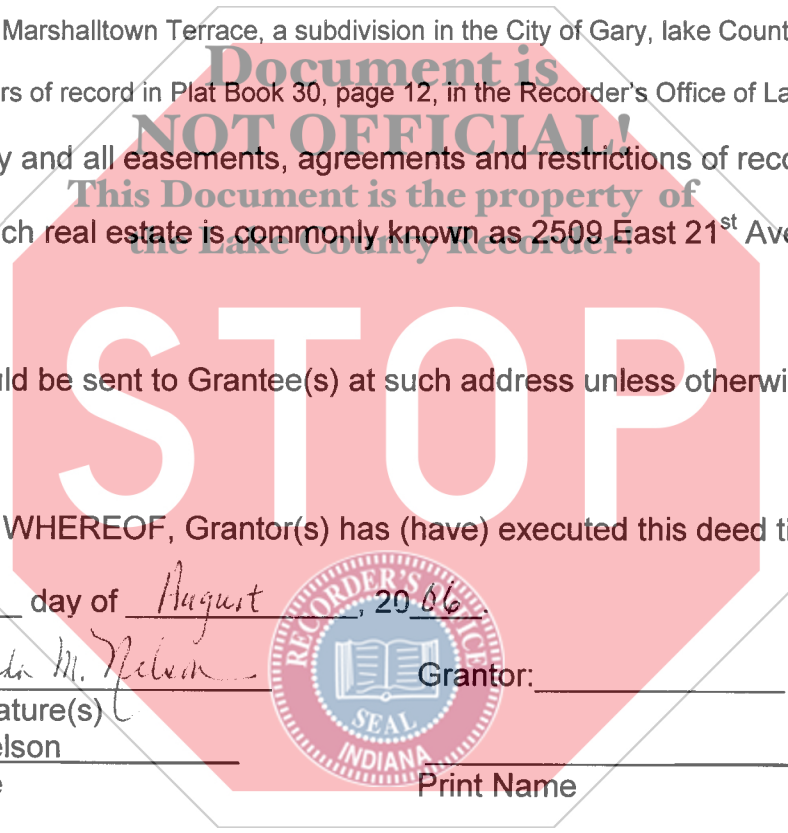 Marshalltown Terrace, a subdivision in the City of Gary, lake Count
Document is
rs of record in Plat Book 30, page 12, in the Recorder's Office of La
NOT OFFICIAL!
y and all easements, agreements and restrictions of reco
This Document is the property of
ch real estate is commonly known as 2509 East 21st Ave
the Lake County Recorder!
STOP
uld be sent to Grantee(s) at such address unless otherwi
WHEREOF, Grantor(s) has (have) executed this deed t
day of August, 2006.
RECORDER'S OFFICE
M. Nelson Grantor:
SEAL
ature(s)
INDIANA
elson
e Print Name